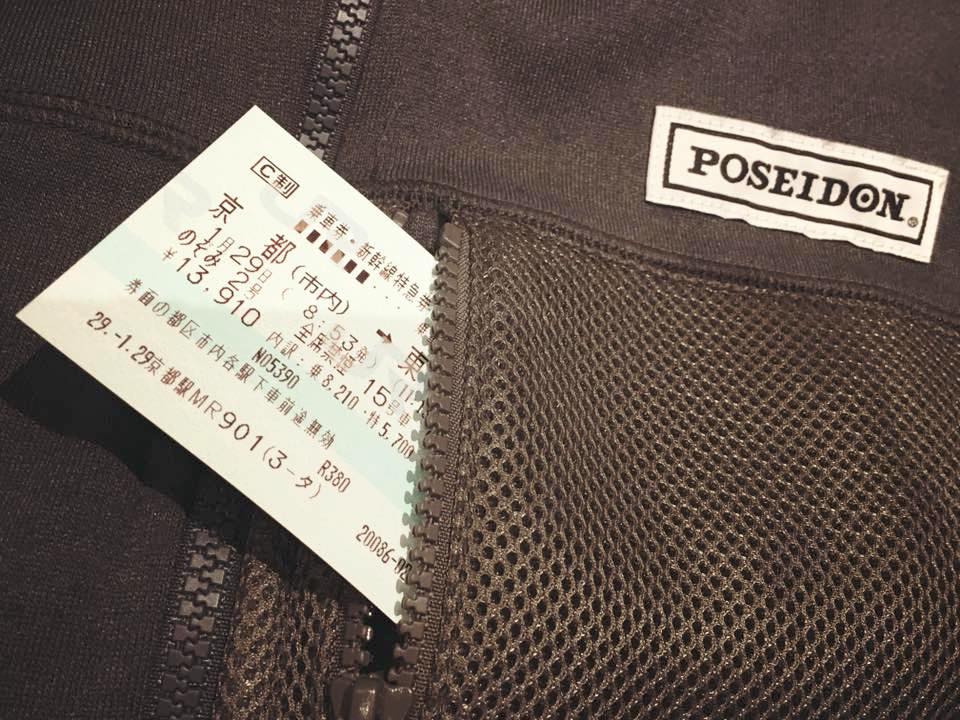 C制
乗車券・新幹線特急券
京都(市内) → 東
1月29日 (8:53発) (11:
のぞみ2号 全席禁煙 15号車
¥13,910 内訳:乗8,210・特5,700
N05390
券面の都区市内各駅下車前途無効
R380
29.-1.29京都駅MR901(3-タ)
20086-02
POSEIDON